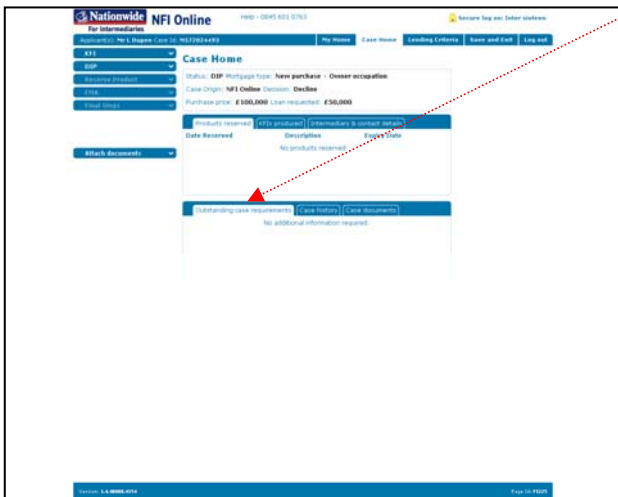 Nationwide NFI Online Help - 0845 601 0763
For Intermediaries
My Home Case Home Lending Criteria Save and Exit Log out
KFI
DIP
Reserve Product
FMA
Final Steps
Attach documents
Case Home
Status: DIP Mortgage type: New purchase - Owner occupation
Case Origin: NFI Online Decision: Decline
Purchase price: £100,000 Loan requested: £50,000
Products reserved KFIs produced Intermediary & contact details
Date Reserved Description Expiry Date
No products reserved
Outstanding case requirements Case history Case documents
No additional information required.